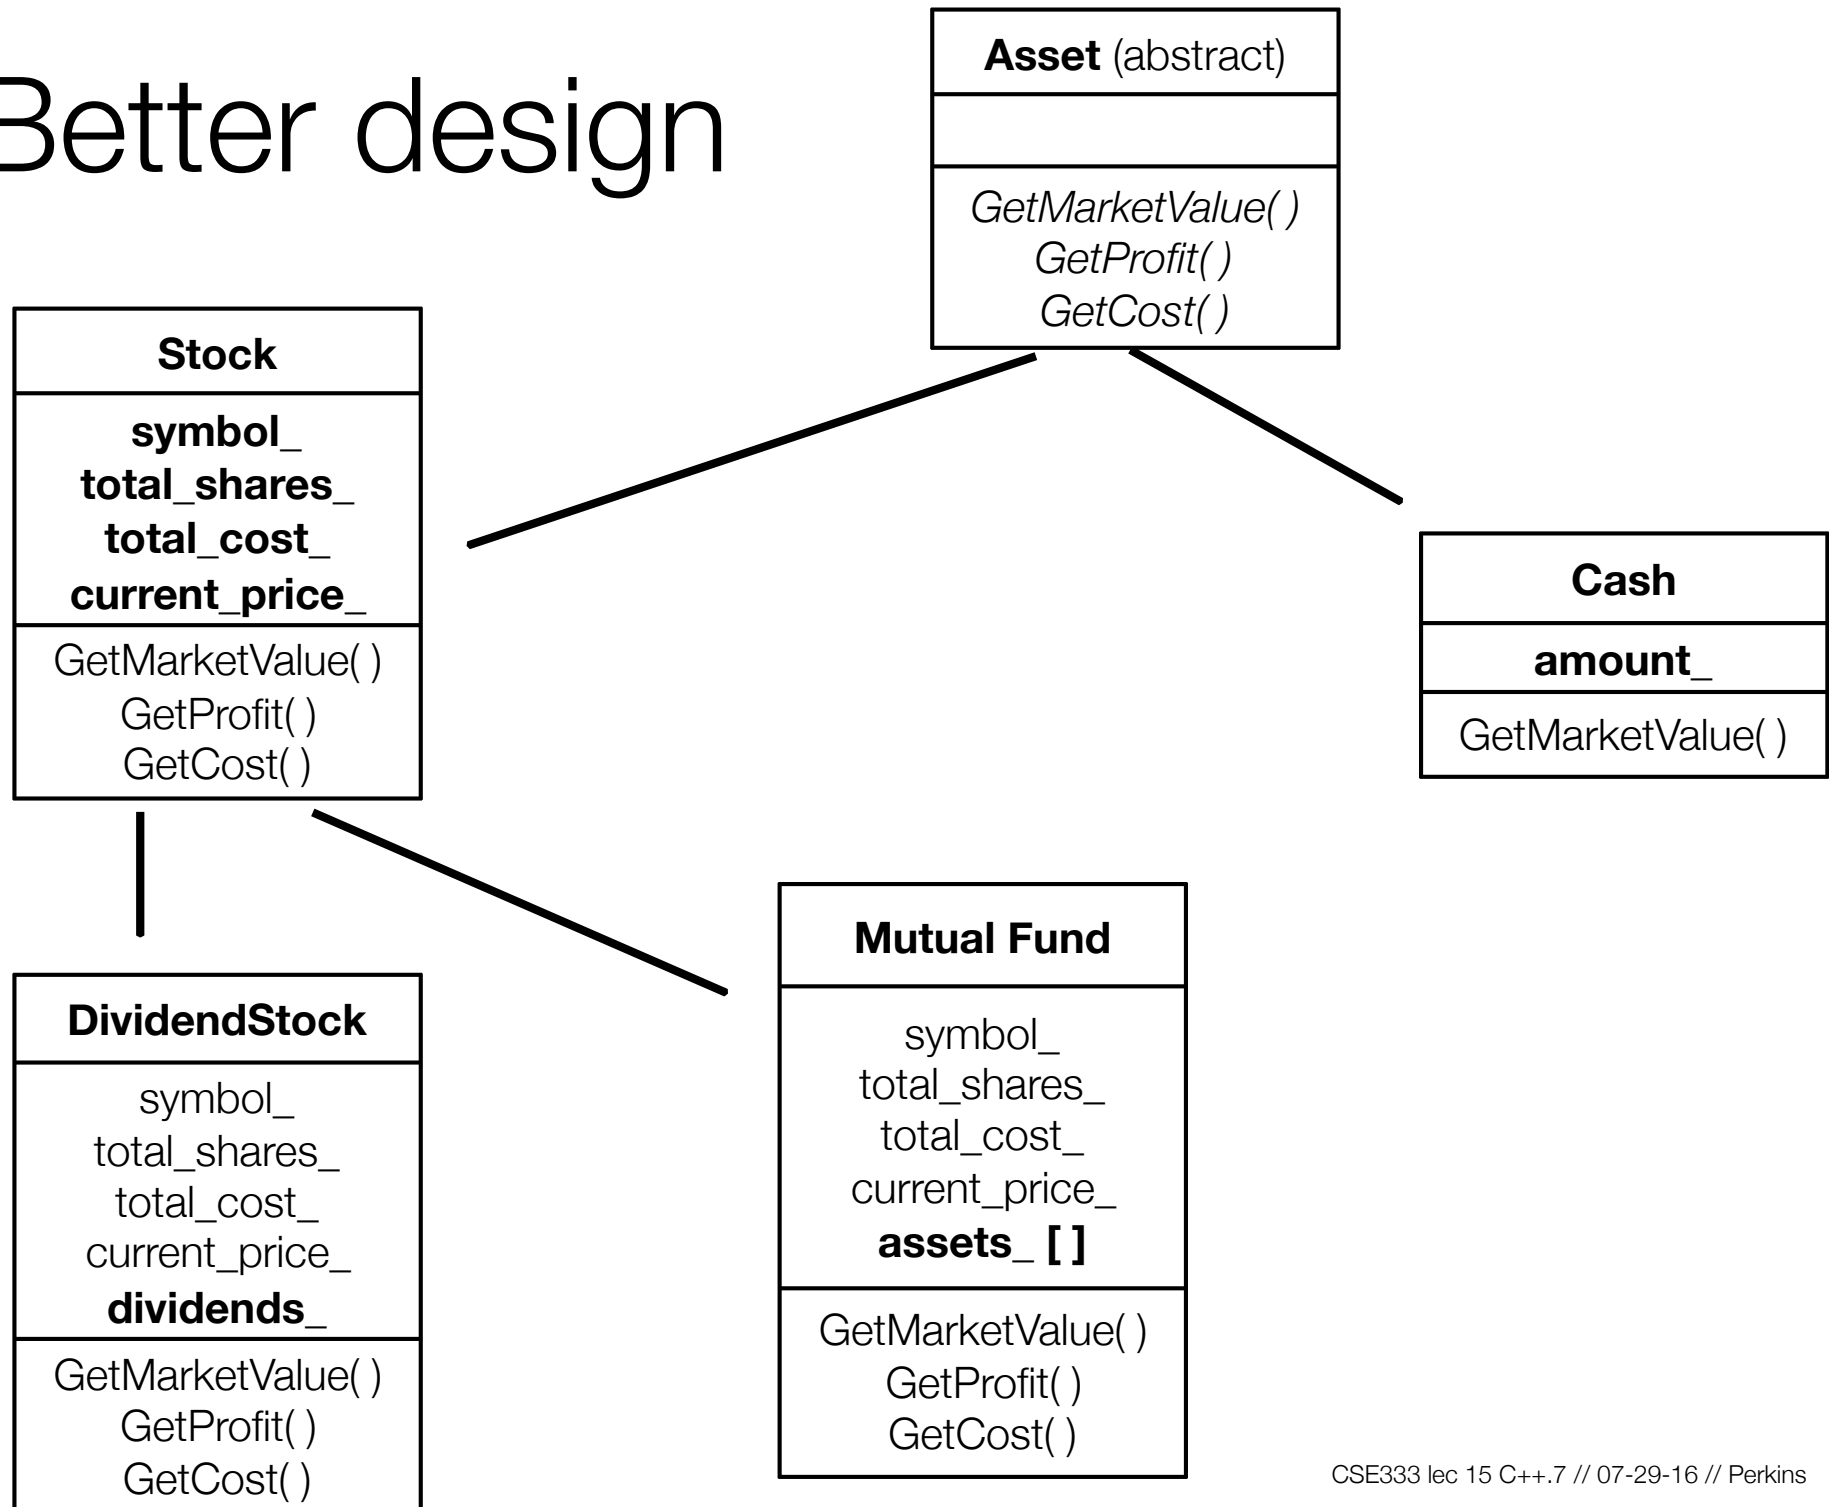 Better design
Asset (abstract)
GetMarketValue( )
GetProfit( )
GetCost( )
Stock
symbol_
total_shares_
total_cost_
current_price_
GetMarketValue( )
GetProfit( )
GetCost( )
Cash
amount_
GetMarketValue( )
DividendStock
symbol_
total_shares_
total_cost_
current_price_
dividends_
GetMarketValue( )
GetProfit( )
GetCost( )
Mutual Fund
symbol_
total_shares_
total_cost_
current_price_
assets_ [ ]
GetMarketValue( )
GetProfit( )
GetCost( )
CSE333 lec 15 C++.7 // 07-29-16 // Perkins